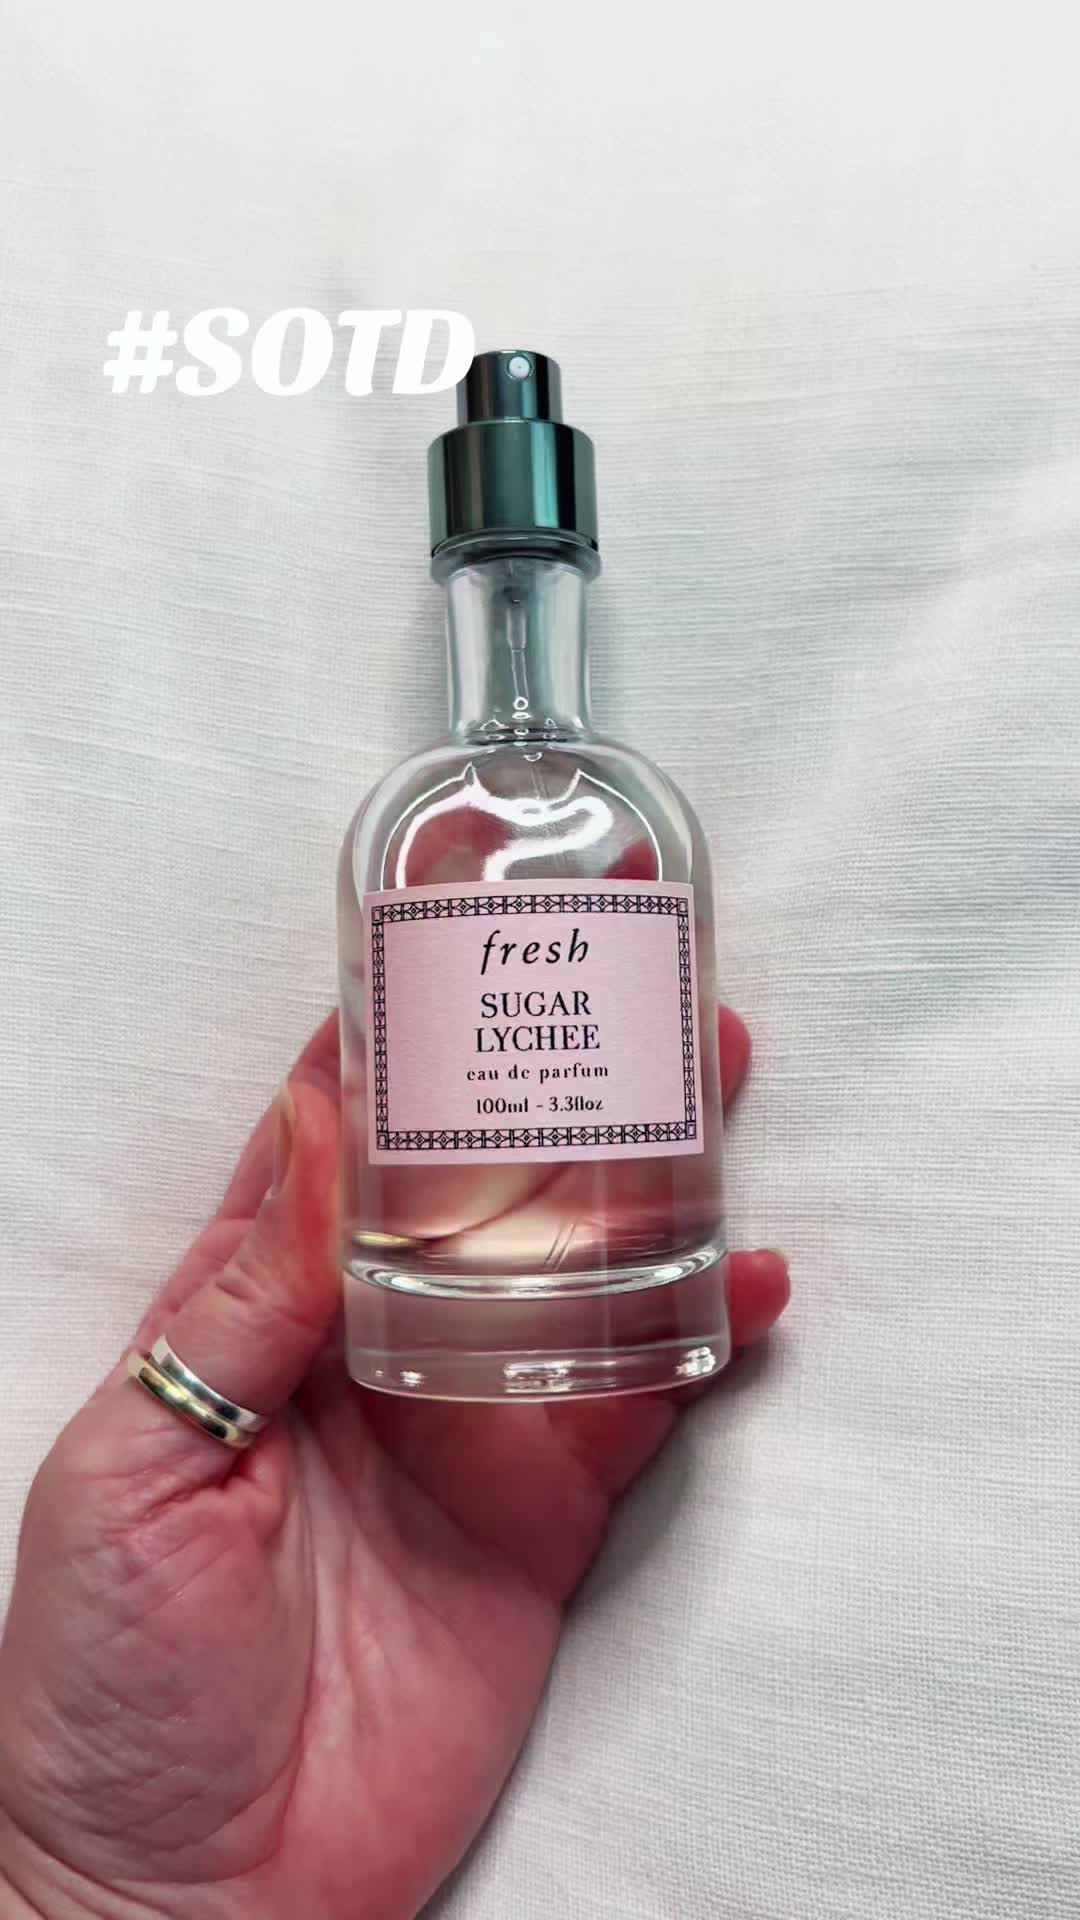 #SOTD
fresh
SUGAR
LYCHEE
eau de parfum
100ml - 3.3floz